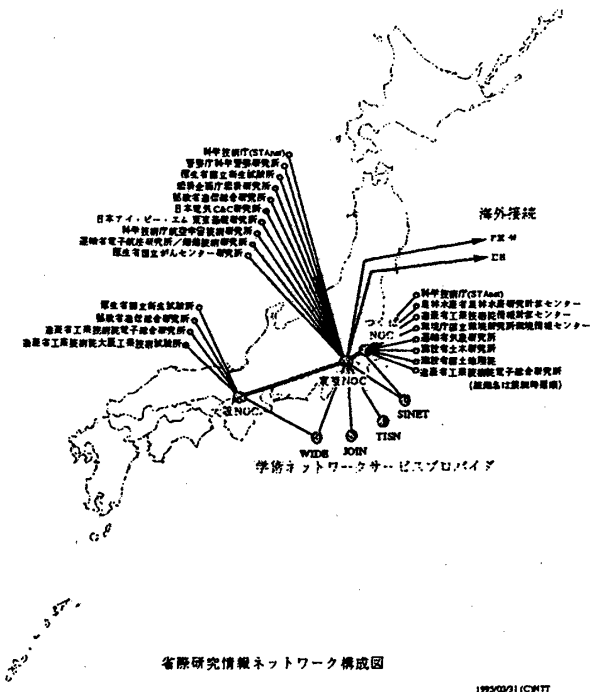 科学技術庁(STAnet)
警察庁科学警察研究所
厚生省国立衛生試験所
経済企画庁経済研究所
郵政省通信総合研究所
日本電気C&C研究所
日本アイ・ビー・エム 東京基礎研究所
科学技術庁航空宇宙技術研究所
運輸省電子航法研究所/船舶技術研究所
厚生省国立がんセンター研究所
海外接続
厚生省国立衛生試験所
郵政省通信総合研究所
通産省工業技術院電子総合研究所
通産省工業技術院大阪工業技術試験所
科学技術庁(STAnet)
農林水産省農林水産研究計算センター
通産省工業技術院情報計算センター
環境庁国立環境研究所環境情報センター
運輸省気象研究所
建設省土木研究所
建設省国土地理院
通産省工業技術院電子総合研究所
つくば
NOC
東京NOC
大阪NOC
SINET
TISN
JOIN
WIDE
学術ネットワークサービスプロバイダ
省際研究情報ネットワーク構成図
(C)NTT